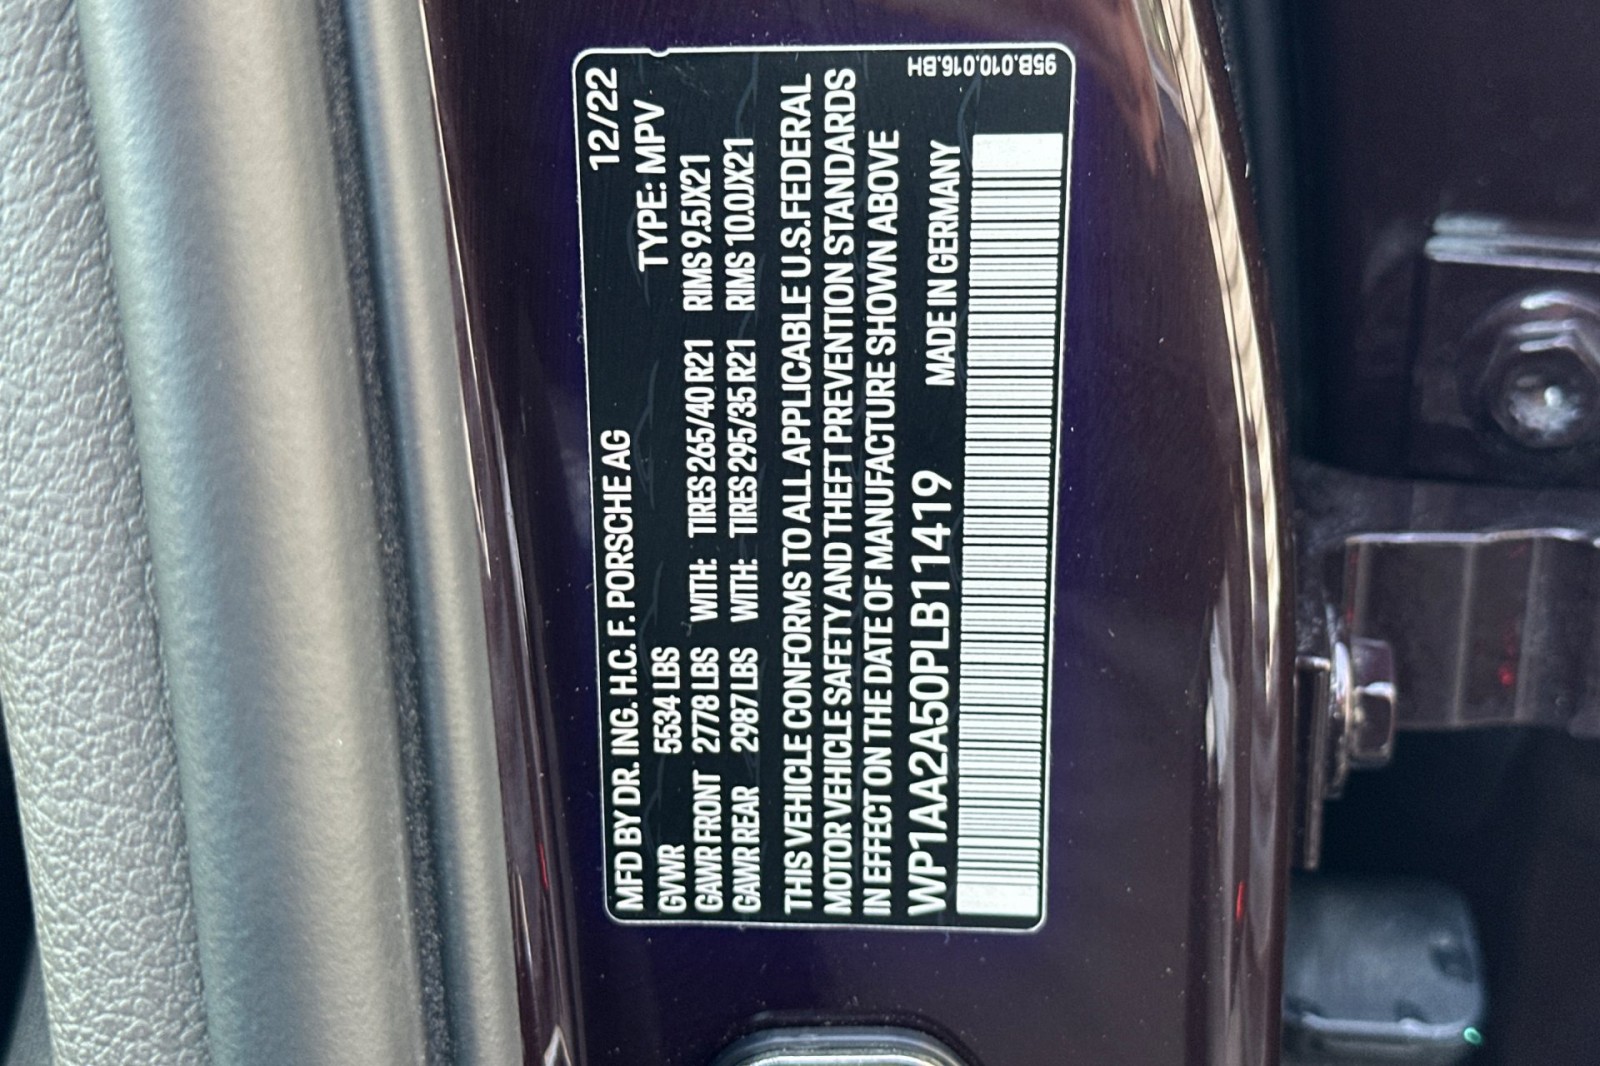 MFD BY DR. ING. H.C. F. PORSCHE AG 12/22
GVWR 5534 LBS TYPE: MPV
GAWR FRONT 2778 LBS WITH: TIRES 265/40 R21 RIMS 9.5JX21
GAWR REAR 2987 LBS WITH: TIRES 295/35 R21 RIMS 10.0JX21
THIS VEHICLE CONFORMS TO ALL APPLICABLE U.S. FEDERAL
MOTOR VEHICLE SAFETY AND THEFT PREVENTION STANDARDS
IN EFFECT ON THE DATE OF MANUFACTURE SHOWN ABOVE
WP1AA2A50PLB11419 MADE IN GERMANY
95B.010.016.BH